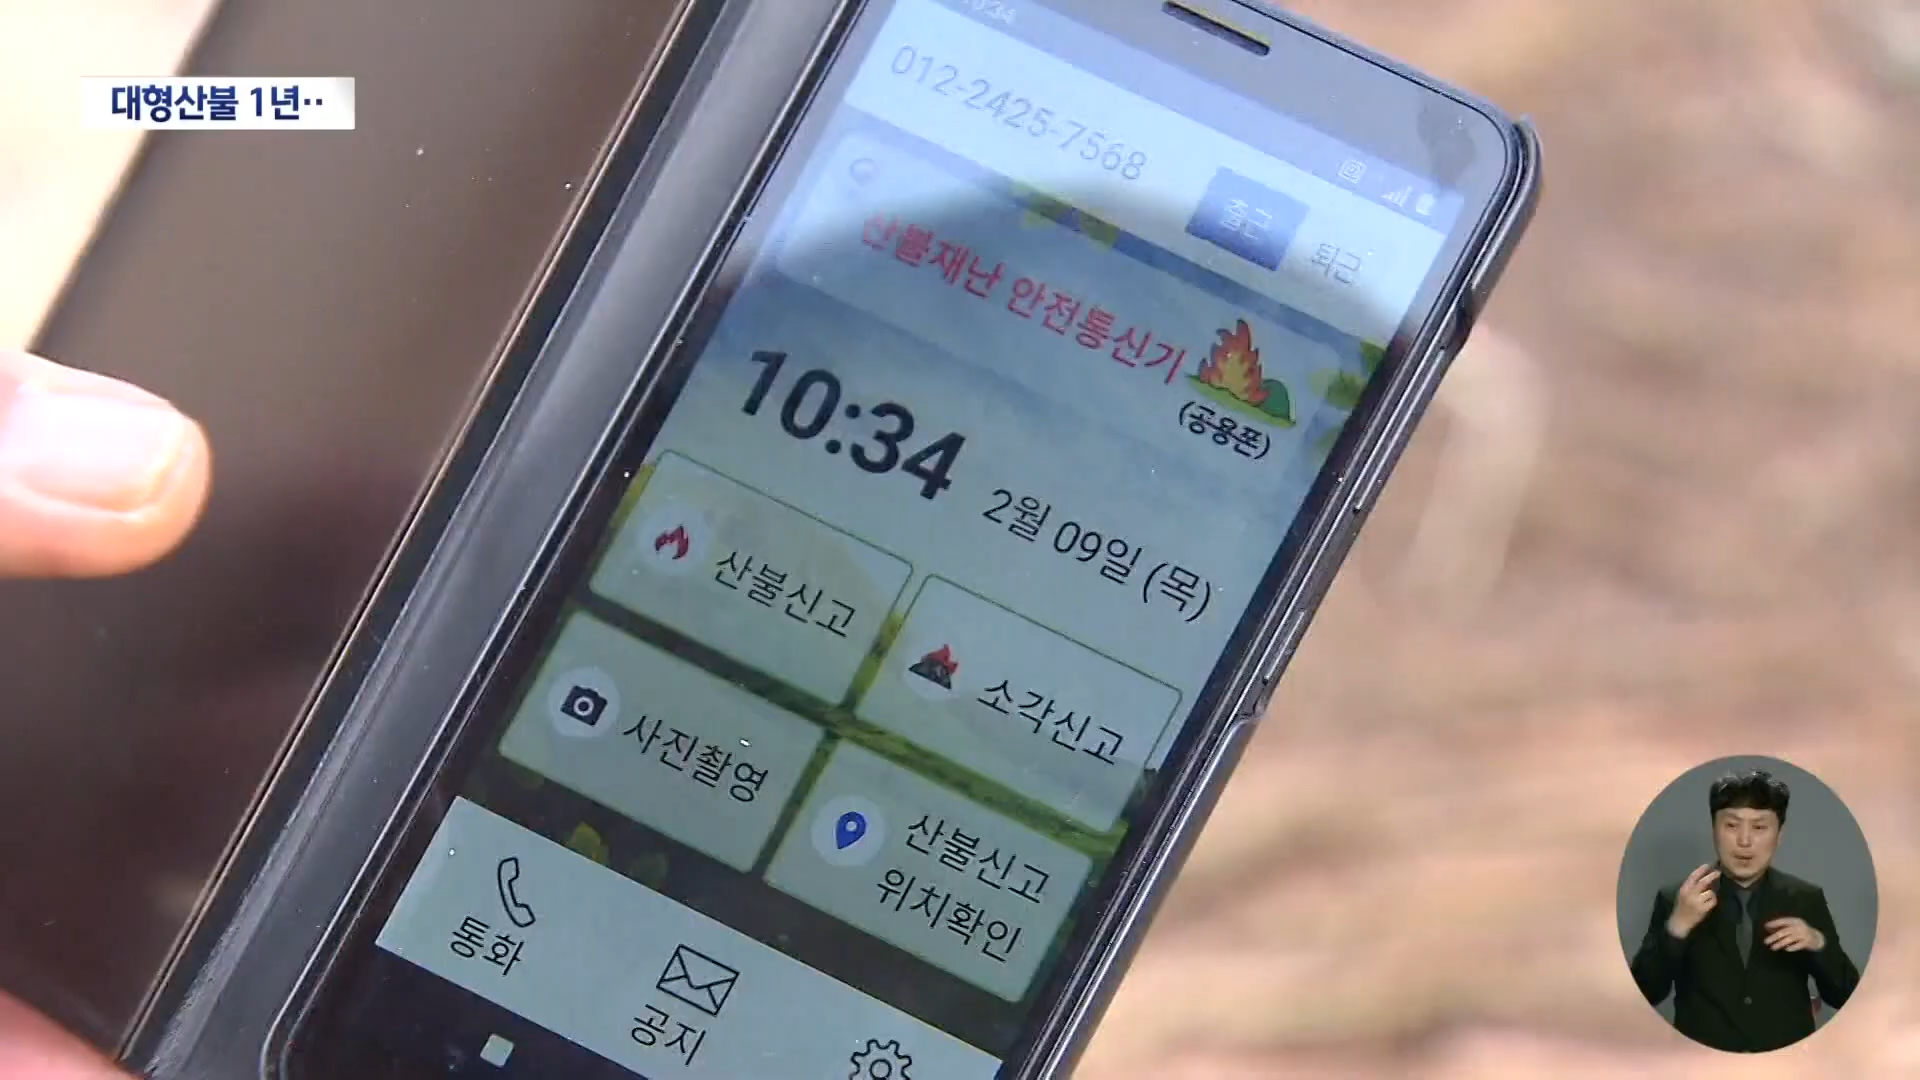 대형산불 1년··
10:34
012-2425-7568
출근
퇴근
산불재난 안전통신기
(공용폰)
10:34
2월 09일 (목)
산불신고
소각신고
사진촬영
산불신고
위치확인
통화
공지